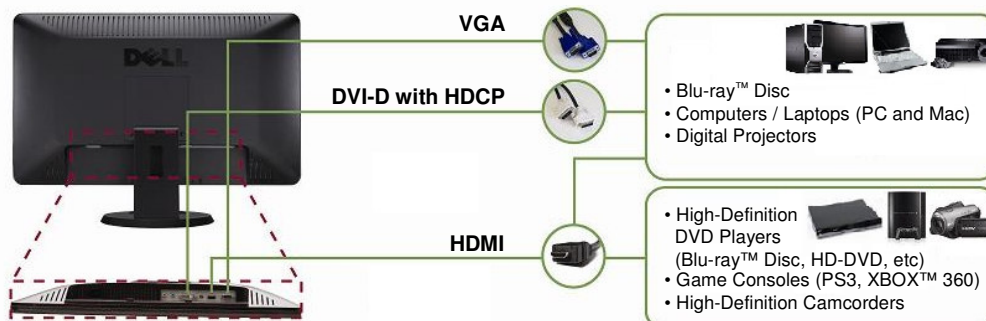 DELL
VGA
DVI-D with HDCP
HDMI
• Blu-ray™ Disc
• Computers / Laptops (PC and Mac)
• Digital Projectors
• High-Definition
DVD Players
(Blu-ray™ Disc, HD-DVD, etc)
• Game Consoles (PS3, XBOX™ 360)
• High-Definition Camcorders